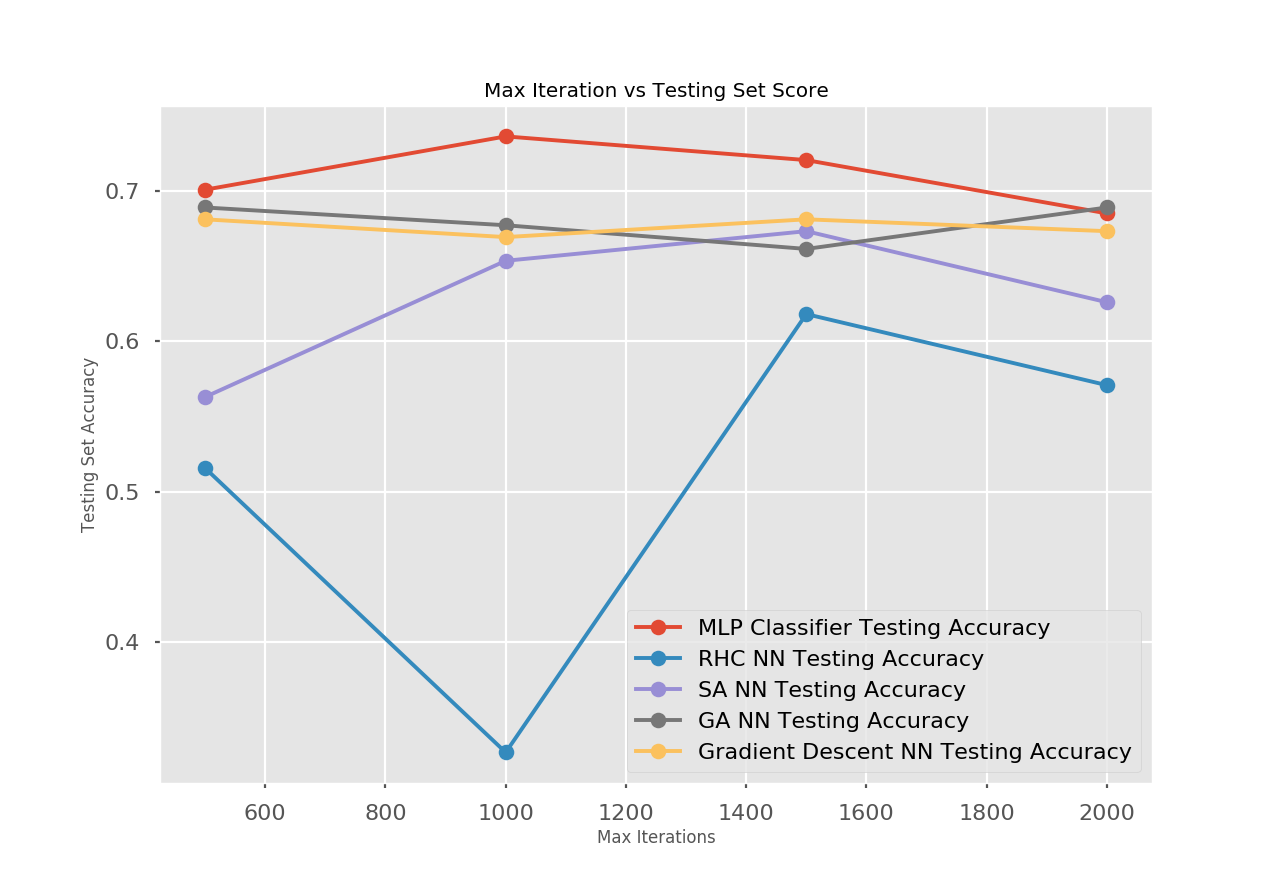 Max Iteration vs Testing Set Score
Testing Set Accuracy
0.7
0.6
0.5
0.4
600 800 1000 1200 1400 1600 1800 2000
Max Iterations
MLP Classifier Testing Accuracy
RHC NN Testing Accuracy
SA NN Testing Accuracy
GA NN Testing Accuracy
Gradient Descent NN Testing Accuracy